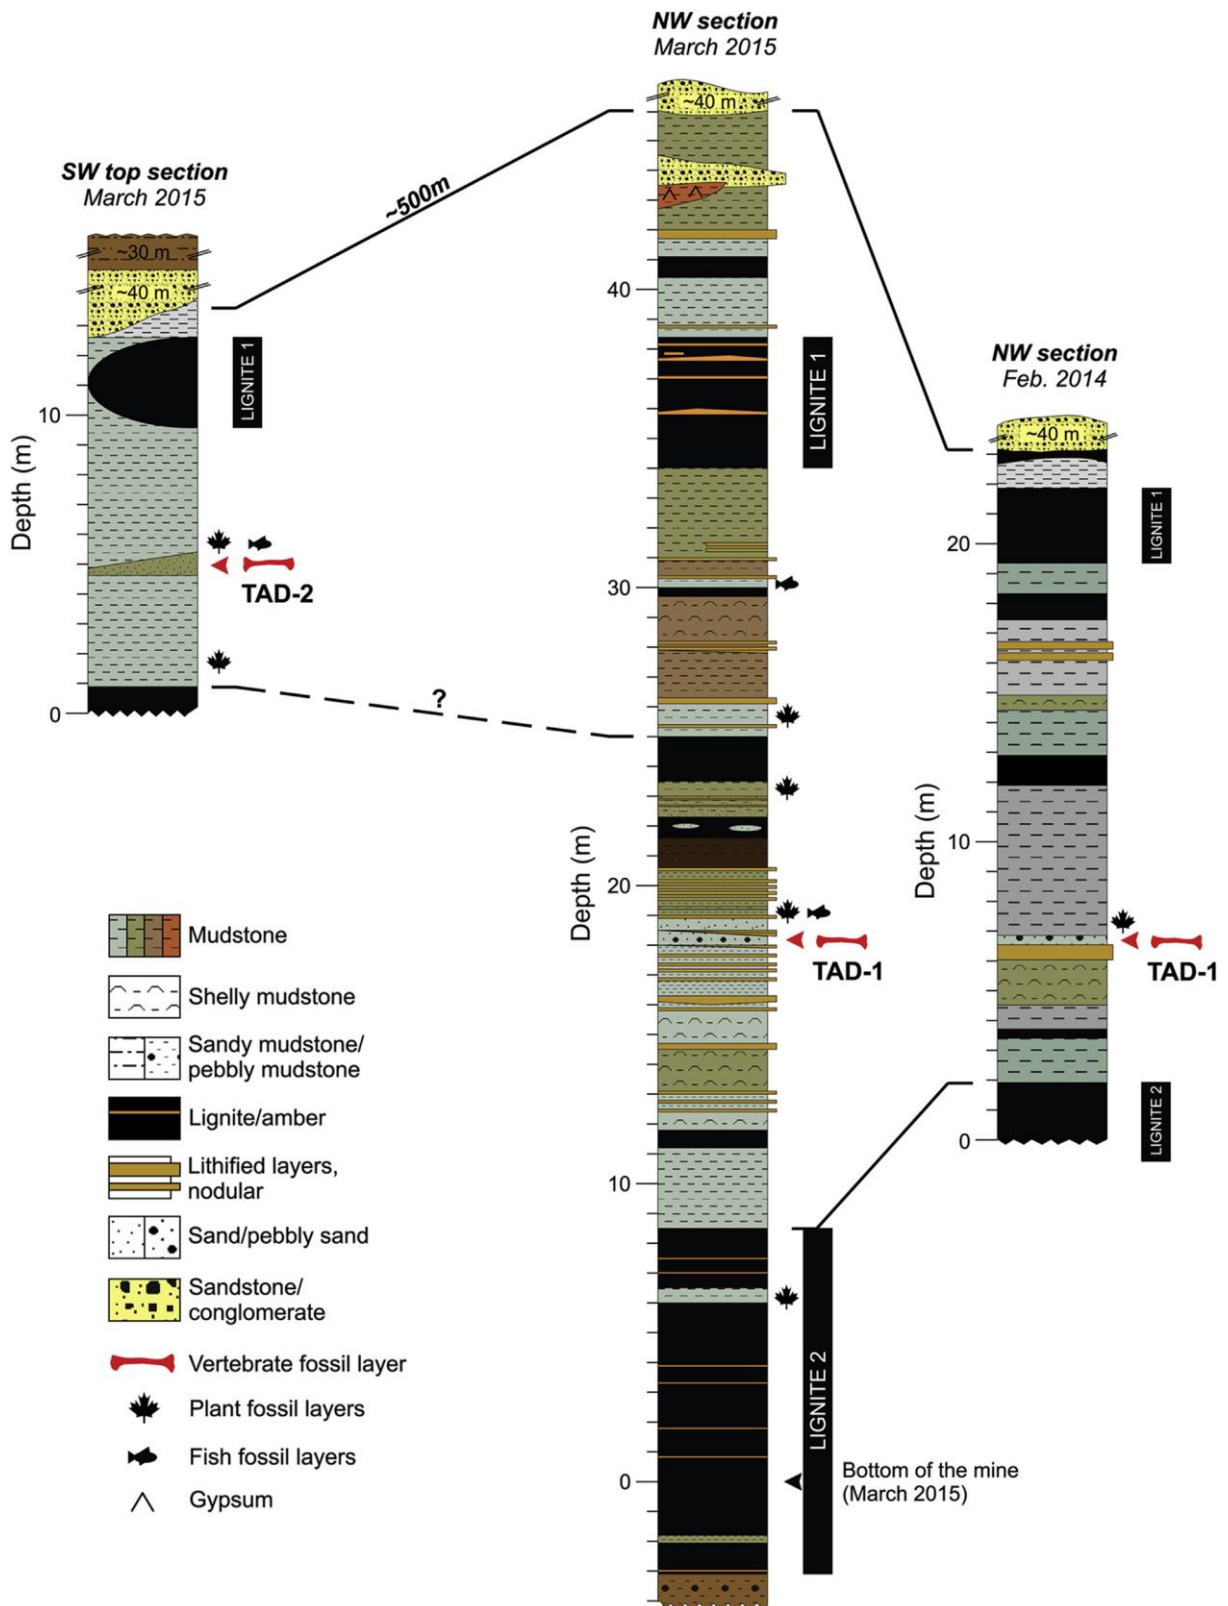 NW section
March 2015
~40 m
SW top section
March 2015
~500m
~30 m
~40 m
40
LIGNITE 1
NW section
Feb. 2014
~40 m
LIGNITE 1
10
Depth (m)
LIGNITE 1
20
TAD-2
30
?
0
Depth (m)
20
Depth (m)
10
TAD-1
TAD-1
Mudstone
Shelly mudstone
Sandy mudstone/
pebbly mudstone
Lignite/amber
Lithified layers,
nodular
Sand/pebbly sand
Sandstone/
conglomerate
Vertebrate fossil layer
Plant fossil layers
Fish fossil layers
Gypsum
10
LIGNITE 2
0
LIGNITE 2
0
Bottom of the mine
(March 2015)